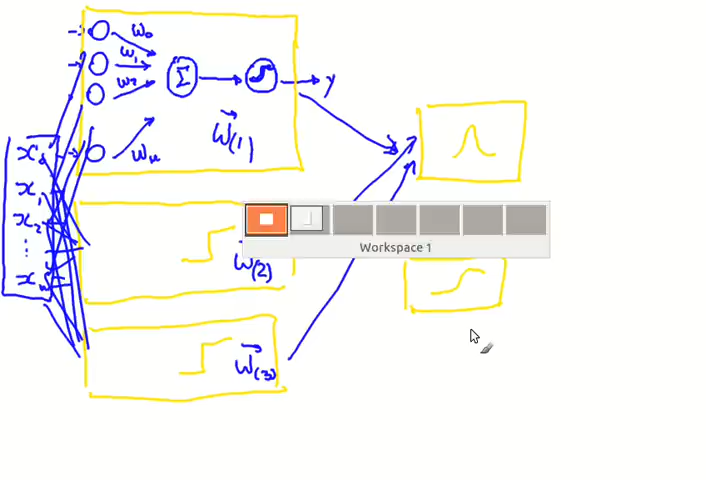 w₀
w₁
w₂
Σ
y
wₙ
w⃗(1)
x₀
x₁
x₂
⋮
xₙ
Workspace 1
w⃗(2)
w⃗(3)